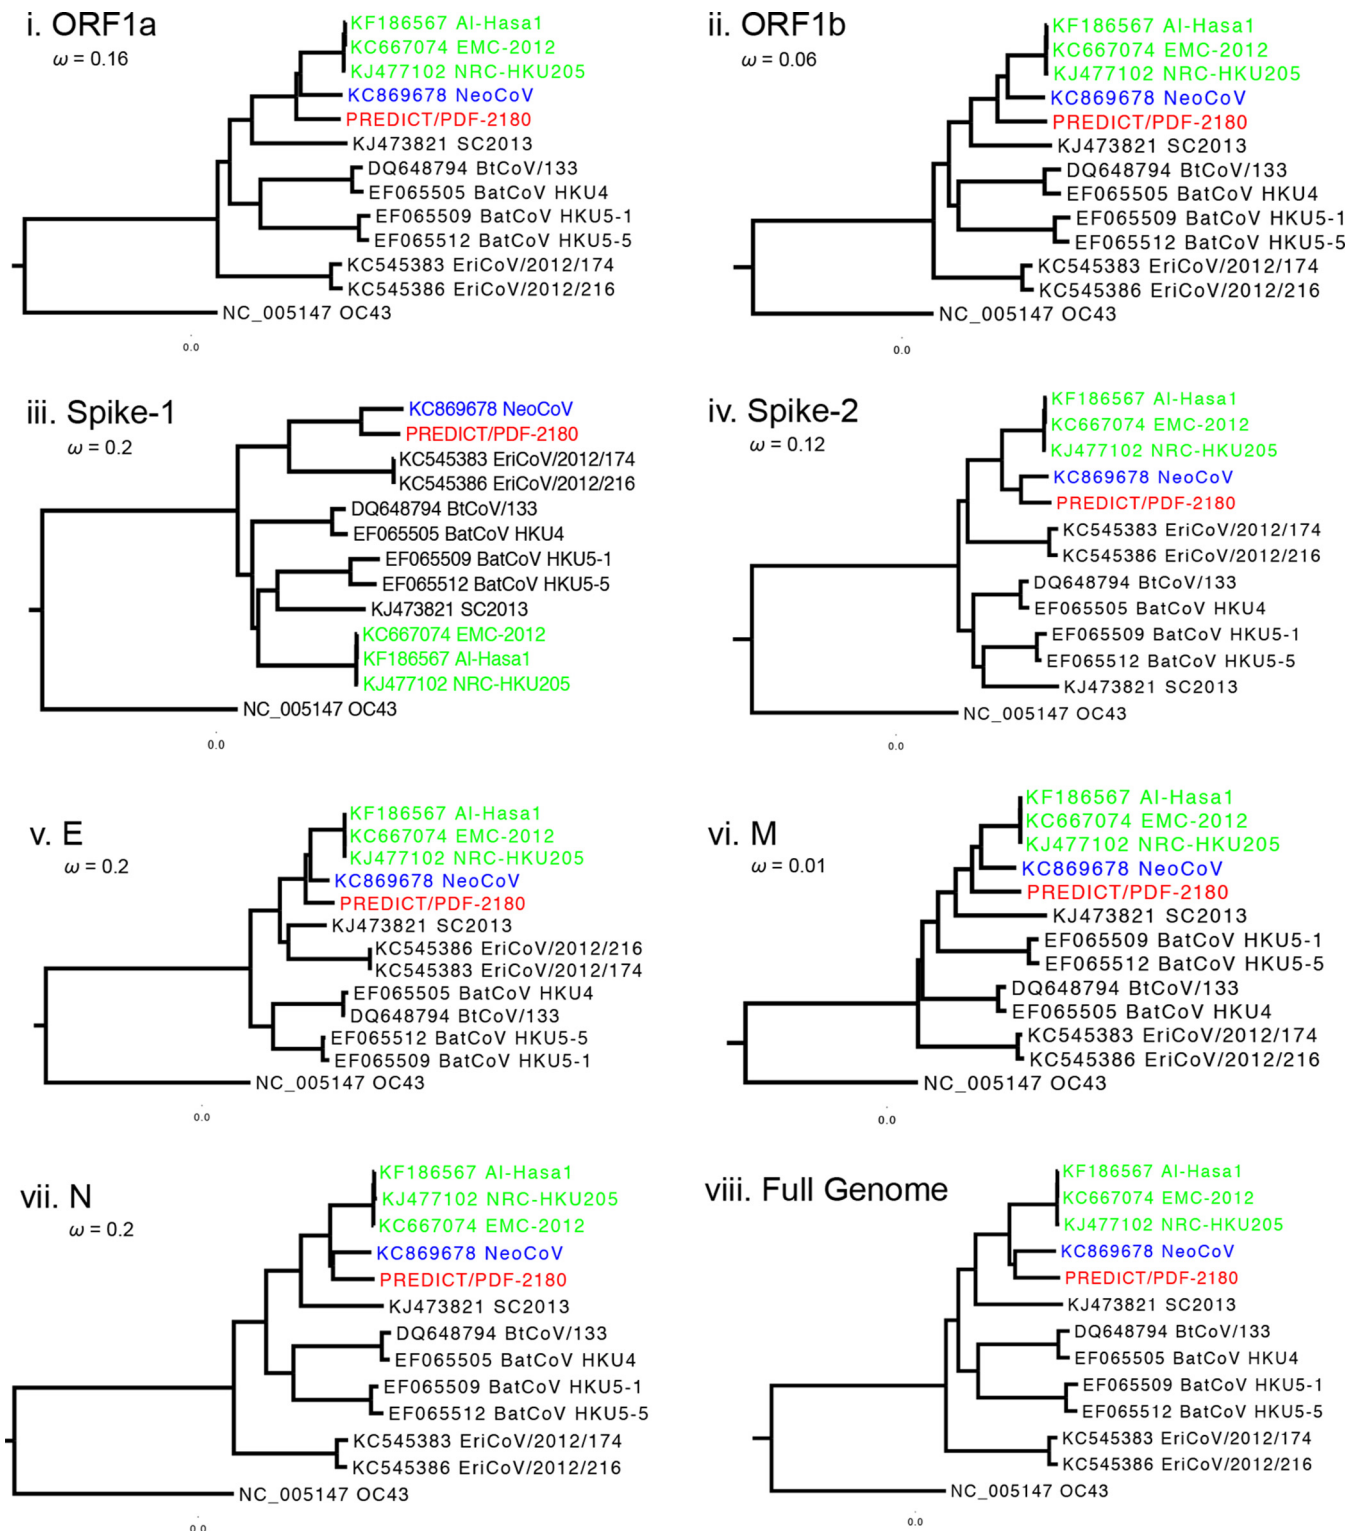 i. ORF1a
ω = 0.16
KF186567 Al-Hasa1
KC667074 EMC-2012
KJ477102 NRC-HKU205
KC869678 NeoCoV
PREDICT/PDF-2180
KJ473821 SC2013
DQ648794 BtCoV/133
EF065505 BatCoV HKU4
EF065509 BatCoV HKU5-1
EF065512 BatCoV HKU5-5
KC545383 EriCoV/2012/174
KC545386 EriCoV/2012/216
NC_005147 OC43
0.0
ii. ORF1b
ω = 0.06
KF186567 Al-Hasa1
KC667074 EMC-2012
KJ477102 NRC-HKU205
KC869678 NeoCoV
PREDICT/PDF-2180
KJ473821 SC2013
DQ648794 BtCoV/133
EF065505 BatCoV HKU4
EF065509 BatCoV HKU5-1
EF065512 BatCoV HKU5-5
KC545383 EriCoV/2012/174
KC545386 EriCoV/2012/216
NC_005147 OC43
0.0
iii. Spike-1
ω = 0.2
KC869678 NeoCoV
PREDICT/PDF-2180
KC545383 EriCoV/2012/174
KC545386 EriCoV/2012/216
DQ648794 BtCoV/133
EF065505 BatCoV HKU4
EF065509 BatCoV HKU5-1
EF065512 BatCoV HKU5-5
KJ473821 SC2013
KC667074 EMC-2012
KF186567 Al-Hasa1
KJ477102 NRC-HKU205
NC_005147 OC43
0.0
iv. Spike-2
ω = 0.12
KF186567 Al-Hasa1
KC667074 EMC-2012
KJ477102 NRC-HKU205
KC869678 NeoCoV
PREDICT/PDF-2180
KC545383 EriCoV/2012/174
KC545386 EriCoV/2012/216
DQ648794 BtCoV/133
EF065505 BatCoV HKU4
EF065509 BatCoV HKU5-1
EF065512 BatCoV HKU5-5
KJ473821 SC2013
NC_005147 OC43
0.0
v. E
ω = 0.2
KF186567 Al-Hasa1
KC667074 EMC-2012
KJ477102 NRC-HKU205
KC869678 NeoCoV
PREDICT/PDF-2180
KJ473821 SC2013
KC545386 EriCoV/2012/216
KC545383 EriCoV/2012/174
EF065505 BatCoV HKU4
DQ648794 BtCoV/133
EF065512 BatCoV HKU5-5
EF065509 BatCoV HKU5-1
NC_005147 OC43
0.0
vi. M
ω = 0.01
KF186567 Al-Hasa1
KC667074 EMC-2012
KJ477102 NRC-HKU205
KC869678 NeoCoV
PREDICT/PDF-2180
KJ473821 SC2013
EF065509 BatCoV HKU5-1
EF065512 BatCoV HKU5-5
DQ648794 BtCoV/133
EF065505 BatCoV HKU4
KC545383 EriCoV/2012/174
KC545386 EriCoV/2012/216
NC_005147 OC43
0.0
vii. N
ω = 0.2
KF186567 Al-Hasa1
KJ477102 NRC-HKU205
KC667074 EMC-2012
KC869678 NeoCoV
PREDICT/PDF-2180
KJ473821 SC2013
DQ648794 BtCoV/133
EF065505 BatCoV HKU4
EF065509 BatCoV HKU5-1
EF065512 BatCoV HKU5-5
KC545383 EriCoV/2012/174
KC545386 EriCoV/2012/216
NC_005147 OC43
0.0
viii. Full Genome
KF186567 Al-Hasa1
KC667074 EMC-2012
KJ477102 NRC-HKU205
KC869678 NeoCoV
PREDICT/PDF-2180
KJ473821 SC2013
DQ648794 BtCoV/133
EF065505 BatCoV HKU4
EF065509 BatCoV HKU5-1
EF065512 BatCoV HKU5-5
KC545383 EriCoV/2012/174
KC545386 EriCoV/2012/216
NC_005147 OC43
0.0